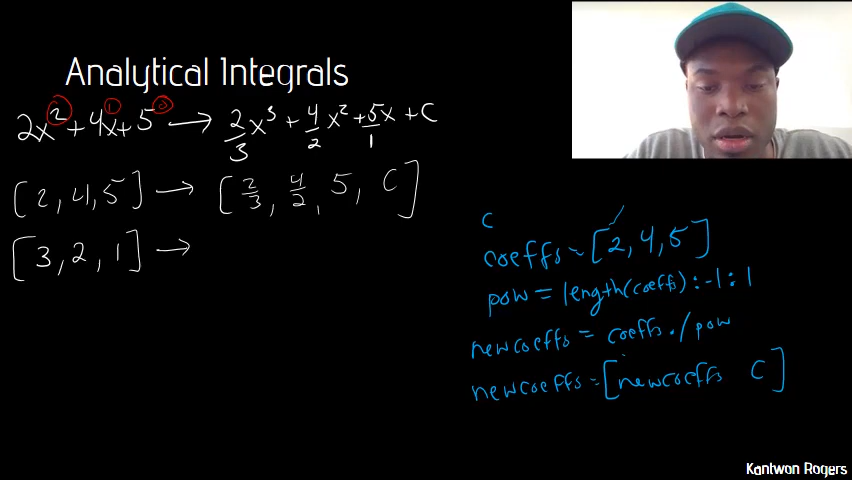 Analytical Integrals
2x² + 4x + 5 → 2/3 x³ + 4/2 x² + 5x/1 + C
[2, 4, 5] → [2/3, 4/2, 5, C]
[3, 2, 1] →
C
coeffs = [2, 4, 5]
pow = length(coeffs) : -1 : 1
newcoeffs = coeffs ./ pow
newcoeffs = [newcoeffs C]
Kantwon Rogers